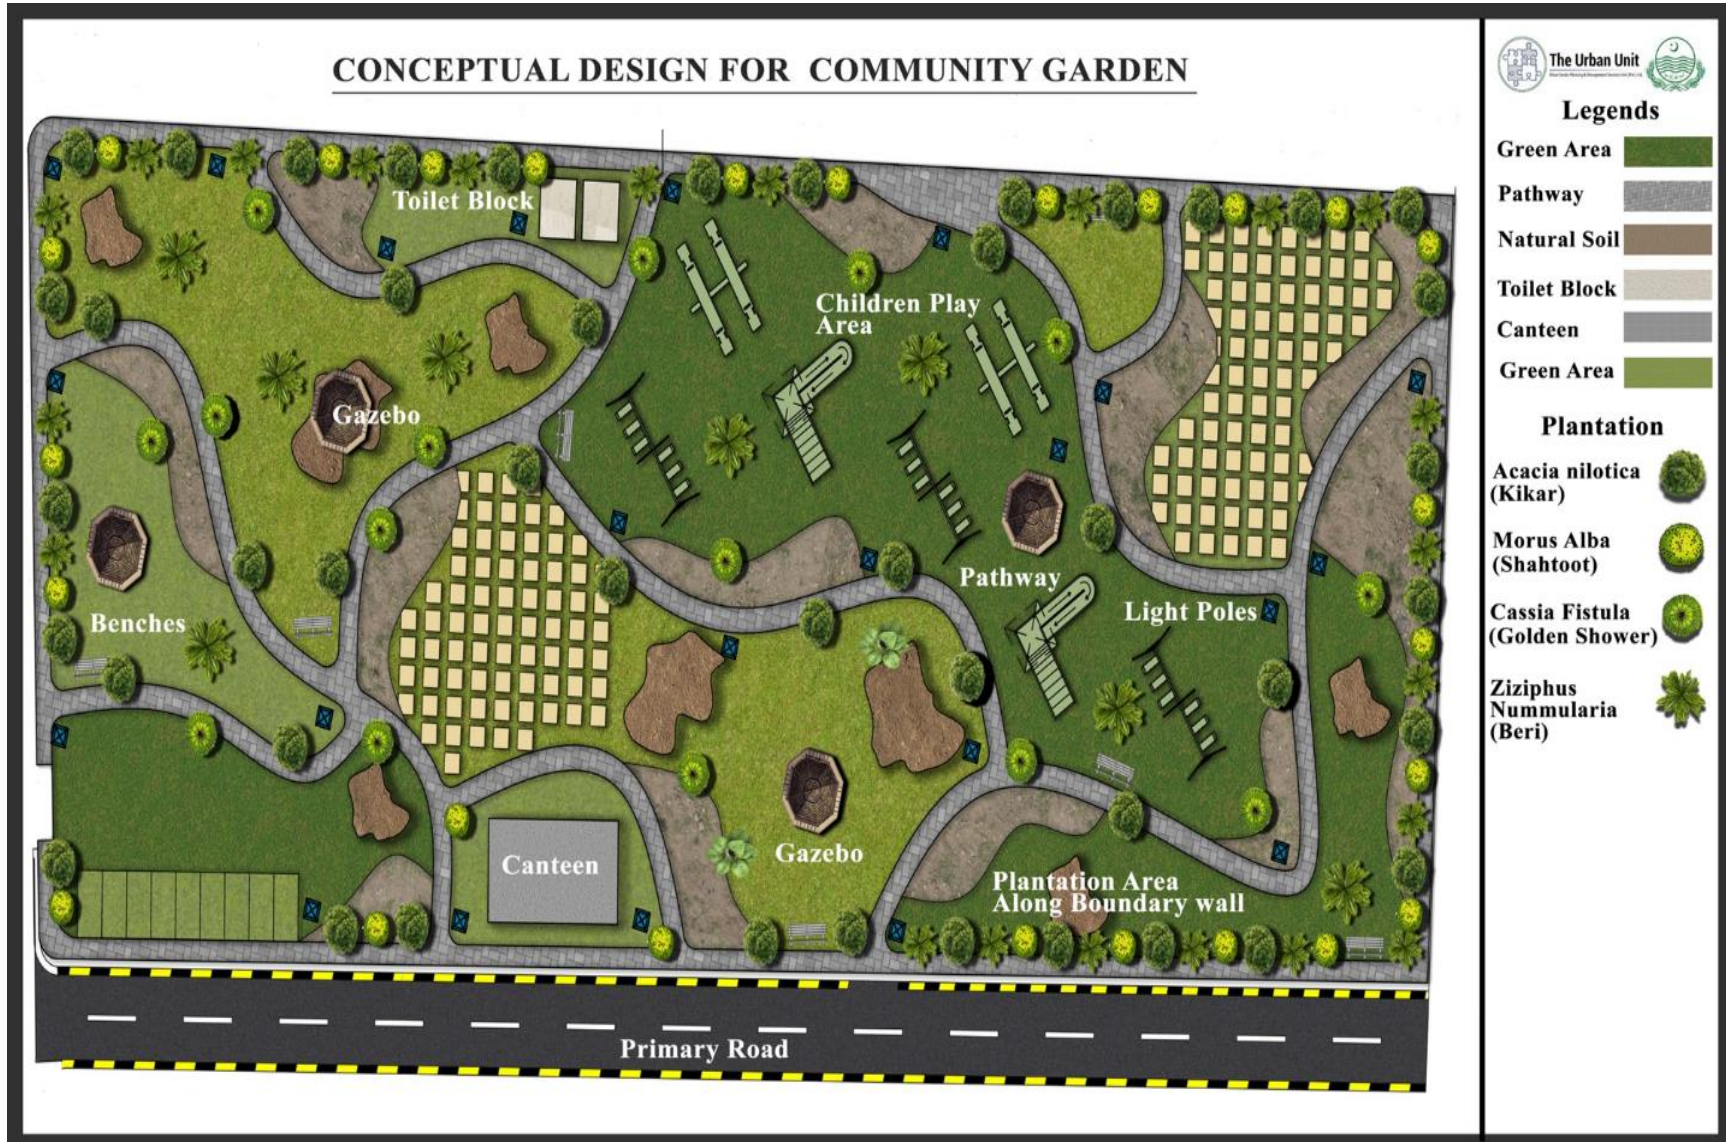 CONCEPTUAL DESIGN FOR COMMUNITY GARDEN
Toilet Block
Children Play
Area
Gazebo
Pathway
Benches
Light Poles
Canteen
Gazebo
Plantation Area
Along Boundary wall
Primary Road
The Urban Unit
Legends
Green Area
Pathway
Natural Soil
Toilet Block
Canteen
Green Area
Plantation
Acacia nilotica
(Kikar)
Morus Alba
(Shahtoot)
Cassia Fistula
(Golden Shower)
Ziziphus
Nummularia
(Beri)